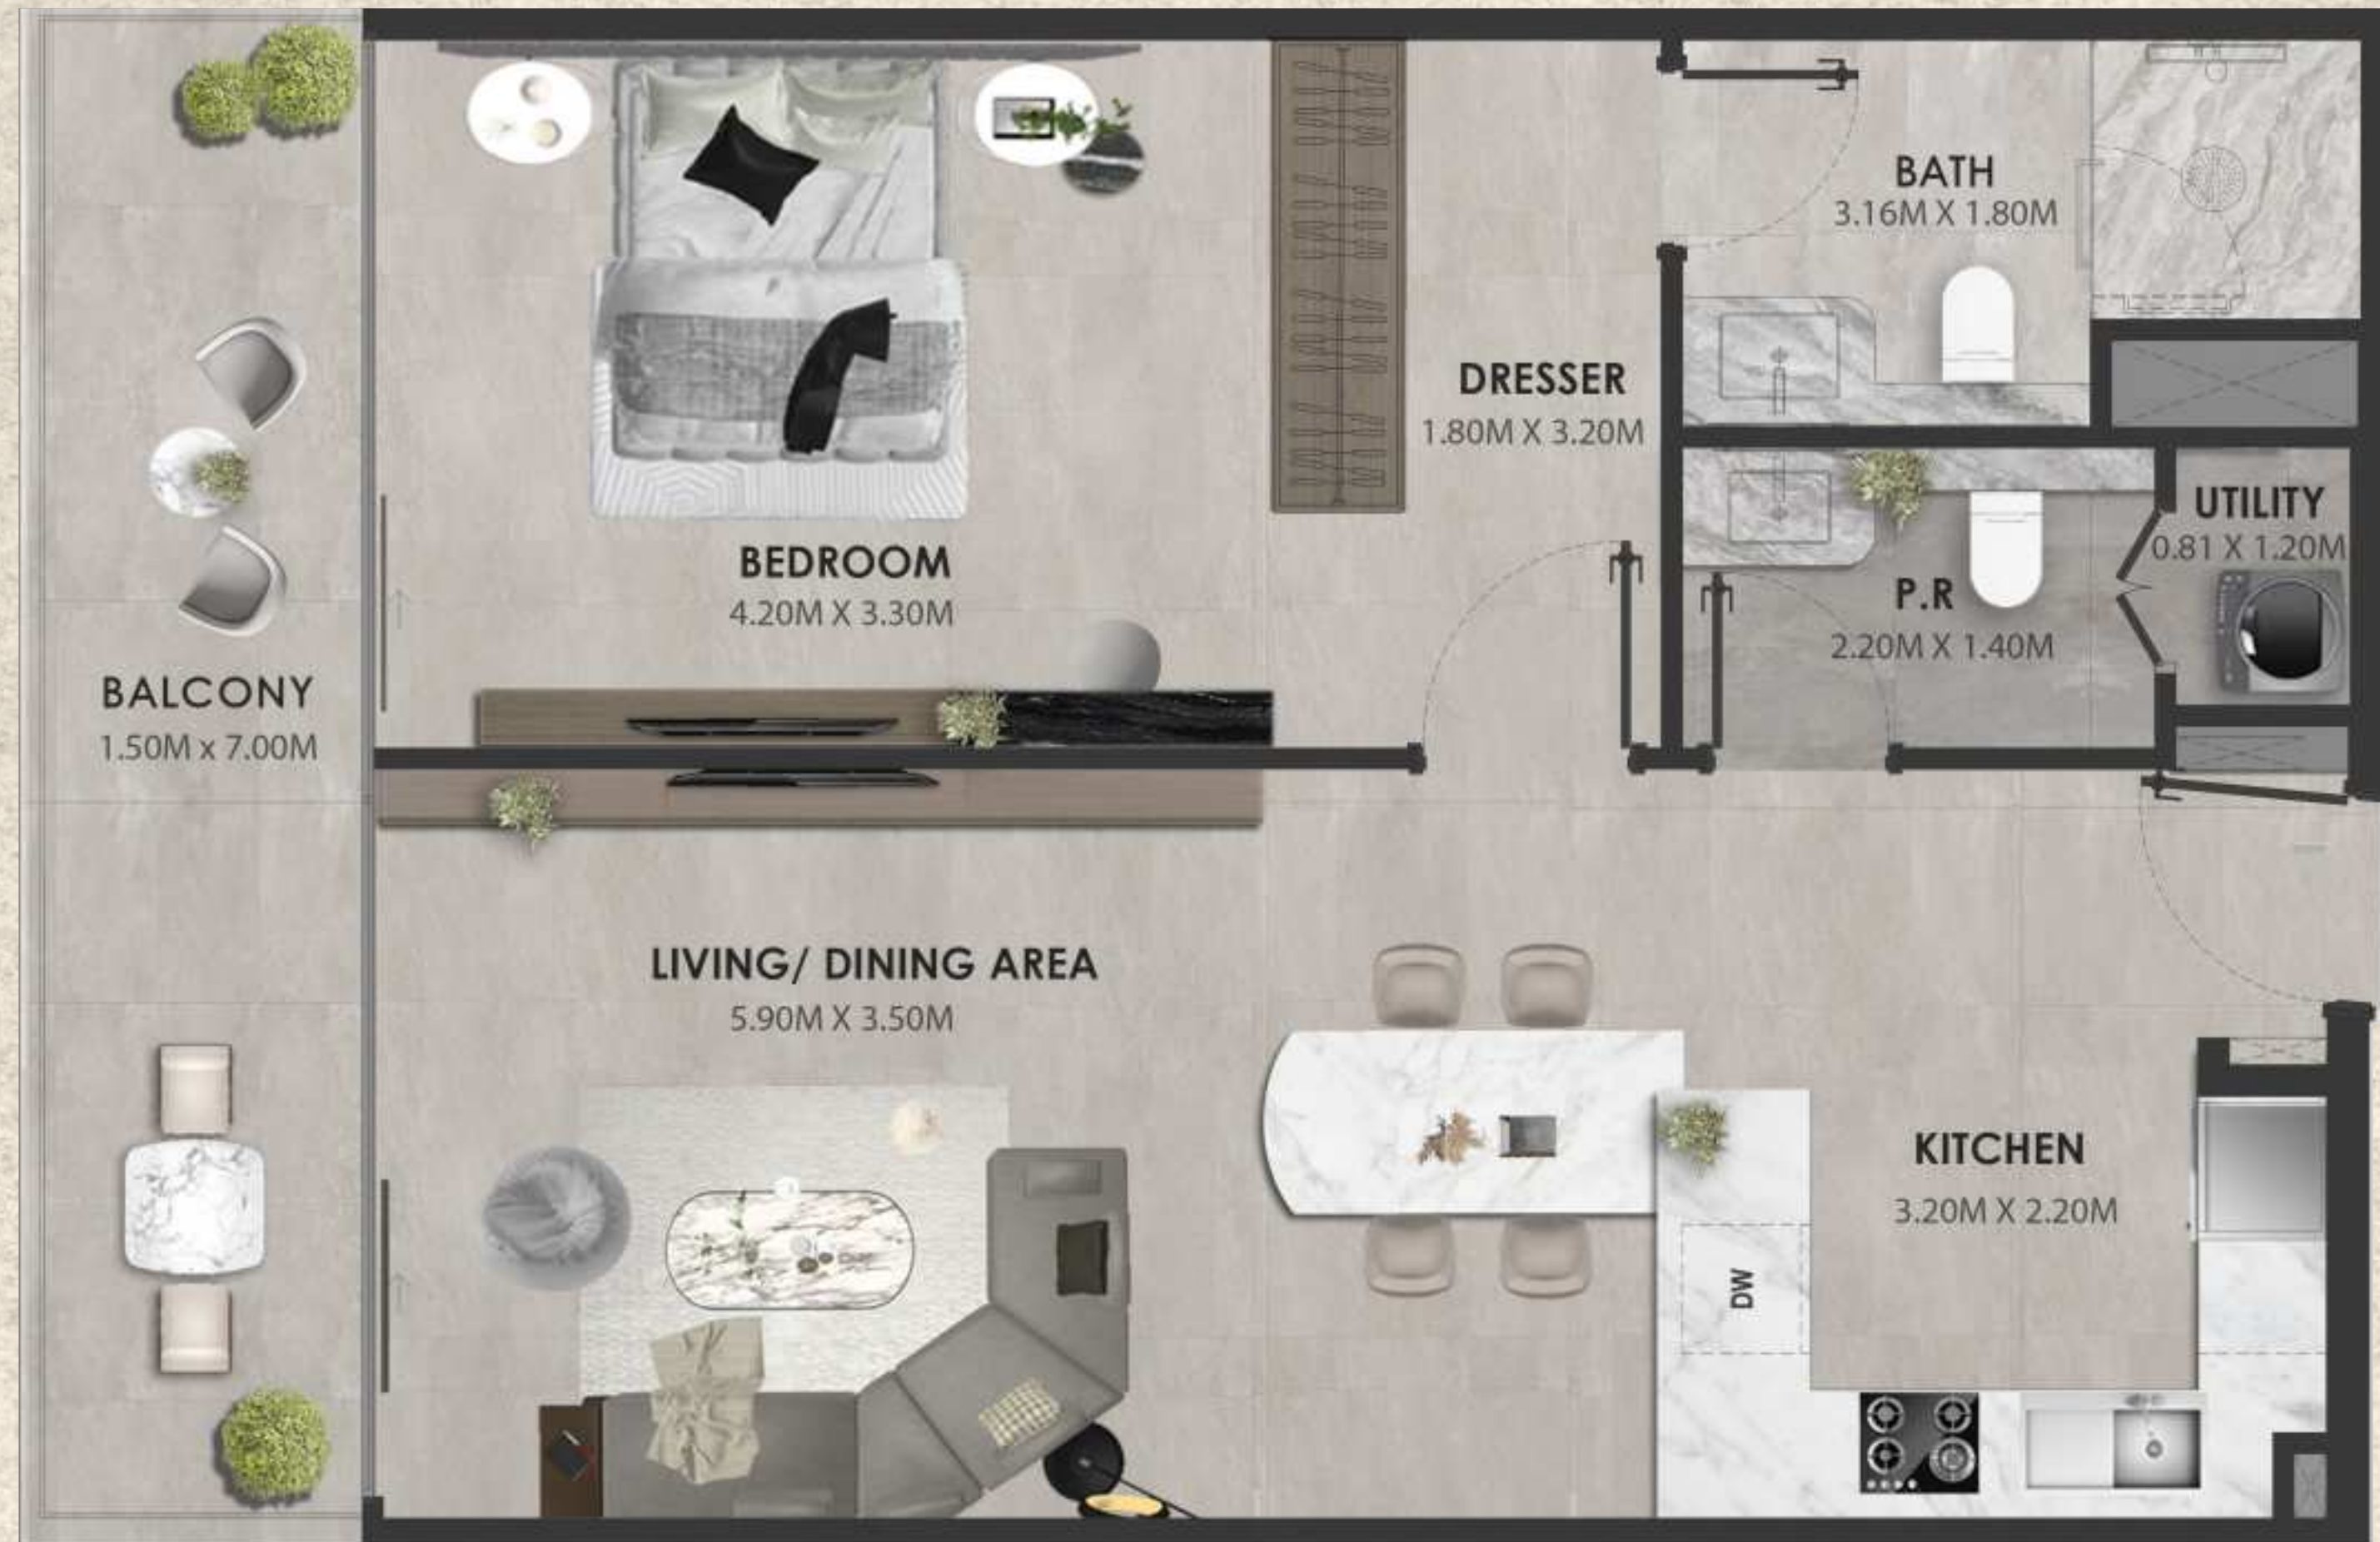 BATH
3.16M X 1.80M
DRESSER
1.80M X 3.20M
UTILITY
0.81 X 1.20M
BEDROOM
4.20M X 3.30M
P.R
2.20M X 1.40M
BALCONY
1.50M x 7.00M
LIVING/ DINING AREA
5.90M X 3.50M
KITCHEN
3.20M X 2.20M
DW